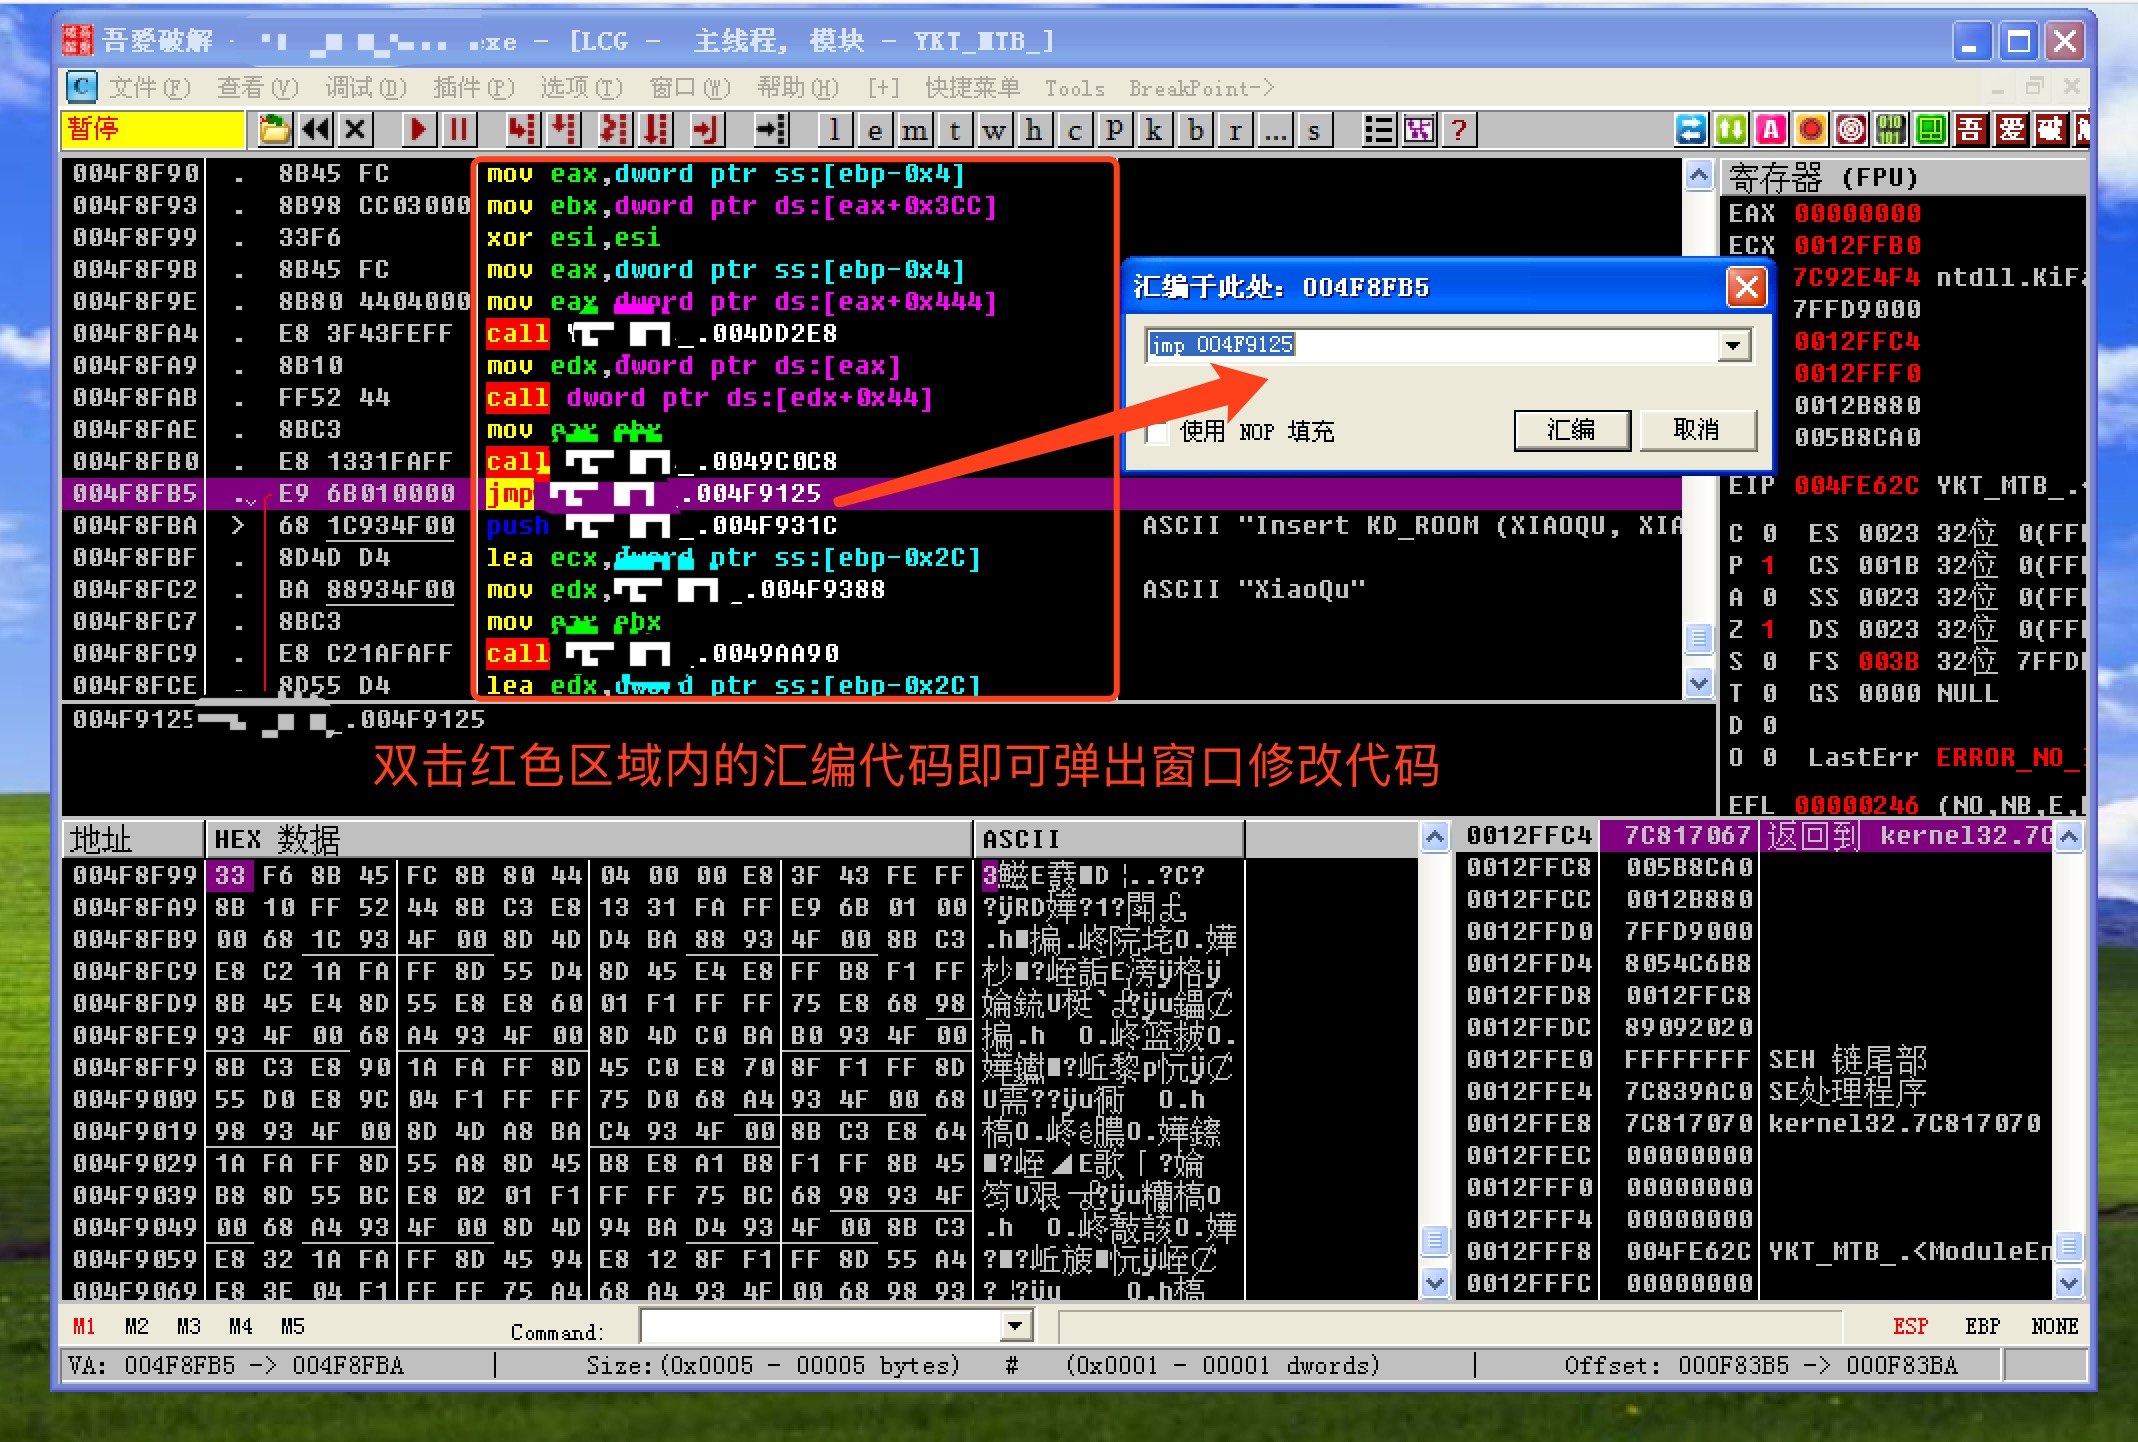 吾爱破解 - .exe - [LCG - 主线程, 模块 - YKT_MTB_]
文件(F) 查看(V) 调试(D) 插件(P) 选项(T) 窗口(W) 帮助(H) [+] 快捷菜单 Tools BreakPoint->
暂停 l e m t w h c P k b r ... s ? 吾 爱 破
004F8F90 . 8B45 FC mov eax,dword ptr ss:[ebp-0x4]
004F8F93 . 8B98 CC03000 mov ebx,dword ptr ds:[eax+0x3CC]
004F8F99 . 33F6 xor esi,esi
004F8F9B . 8B45 FC mov eax,dword ptr ss:[ebp-0x4]
004F8F9E . 8B80 4404000 mov eax dword ptr ds:[eax+0x444]
004F8FA4 . E8 3F43FEFF call _.004DD2E8
004F8FA9 . 8B10 mov edx,dword ptr ds:[eax]
004F8FAB . FF52 44 call dword ptr ds:[edx+0x44]
004F8FAE . 8BC3 mov eax ebx
004F8FB0 . E8 1331FAFF call _.0049C0C8
004F8FB5 . E9 6B010000 jmp .004F9125
004F8FBA > 68 1C934F00 push _.004F931C ASCII "Insert KD_ROOM (XIAOQU, XIA
004F8FBF . 8D4D D4 lea ecx,dword ptr ss:[ebp-0x2C]
004F8FC2 . BA 88934F00 mov edx, _.004F9388 ASCII "XiaoQu"
004F8FC7 . 8BC3 mov eax ebx
004F8FC9 . E8 C21AFAFF call .0049AA90
004F8FCE . 8D55 D4 lea edx,dword ptr ss:[ebp-0x2C]
汇编于此处: 004F8FB5
jmp 004F9125
使用 NOP 填充 汇编 取消
004F9125 _.004F9125
双击红色区域内的汇编代码即可弹出窗口修改代码
寄存器 (FPU)
EAX 00000000
ECX 0012FFB0
7C92E4F4 ntdll.KiFa
7FFD9000
0012FFC4
0012FFF0
0012B880
005B8CA0
EIP 004FE62C YKT_MTB_.<
C 0 ES 0023 32位 0(FFF
P 1 CS 001B 32位 0(FFF
A 0 SS 0023 32位 0(FFF
Z 1 DS 0023 32位 0(FFF
S 0 FS 003B 32位 7FFDF
T 0 GS 0000 NULL
D 0
O 0 LastErr ERROR_NO_
EFL 00000246 (NO,NB,E,
地址 HEX 数据 ASCII
004F8F99 33 F6 8B 45 FC 8B 80 44 04 00 00 E8 3F 43 FE FF
004F8FA9 8B 10 FF 52 44 8B C3 E8 13 31 FA FF E9 6B 01 00
004F8FB9 00 68 1C 93 4F 00 8D 4D D4 BA 88 93 4F 00 8B C3
004F8FC9 E8 C2 1A FA FF 8D 55 D4 8D 45 E4 E8 FF B8 F1 FF
004F8FD9 8B 45 E4 8D 55 E8 E8 60 01 F1 FF FF 75 E8 68 98
004F8FE9 93 4F 00 68 A4 93 4F 00 8D 4D C0 BA B0 93 4F 00
004F8FF9 8B C3 E8 90 1A FA FF 8D 45 C0 E8 70 8F F1 FF 8D
004F9009 55 D0 E8 9C 04 F1 FF FF 75 D0 68 A4 93 4F 00 68
004F9019 98 93 4F 00 8D 4D A8 BA C4 93 4F 00 8B C3 E8 64
004F9029 1A FA FF 8D 55 A8 8D 45 B8 E8 A1 B8 F1 FF 8B 45
004F9039 B8 8D 55 BC E8 02 01 F1 FF FF 75 BC 68 98 93 4F
004F9049 00 68 A4 93 4F 00 8D 4D 94 BA D4 93 4F 00 8B C3
004F9059 E8 32 1A FA FF 8D 45 94 E8 12 8F F1 FF 8D 55 A4
004F9069 E8 3E 04 F1 FF FF 75 A4 68 A4 93 4F 00 68 98 93
0012FFC4 7C817067 返回到 kernel32.7C
0012FFC8 005B8CA0
0012FFCC 0012B880
0012FFD0 7FFD9000
0012FFD4 8054C6B8
0012FFD8 0012FFC8
0012FFDC 89092020
0012FFE0 FFFFFFFF SEH 链尾部
0012FFE4 7C839AC0 SE处理程序
0012FFE8 7C817070 kernel32.7C817070
0012FFEC 00000000
0012FFF0 00000000
0012FFF4 00000000
0012FFF8 004FE62C YKT_MTB_.<ModuleEn
0012FFFC 00000000
M1 M2 M3 M4 M5 Command: ESP EBP NONE
VA: 004F8FB5 -> 004F8FBA | Size:(0x0005 - 00005 bytes) # (0x0001 - 00001 dwords) | Offset: 000F83B5 -> 000F83BA